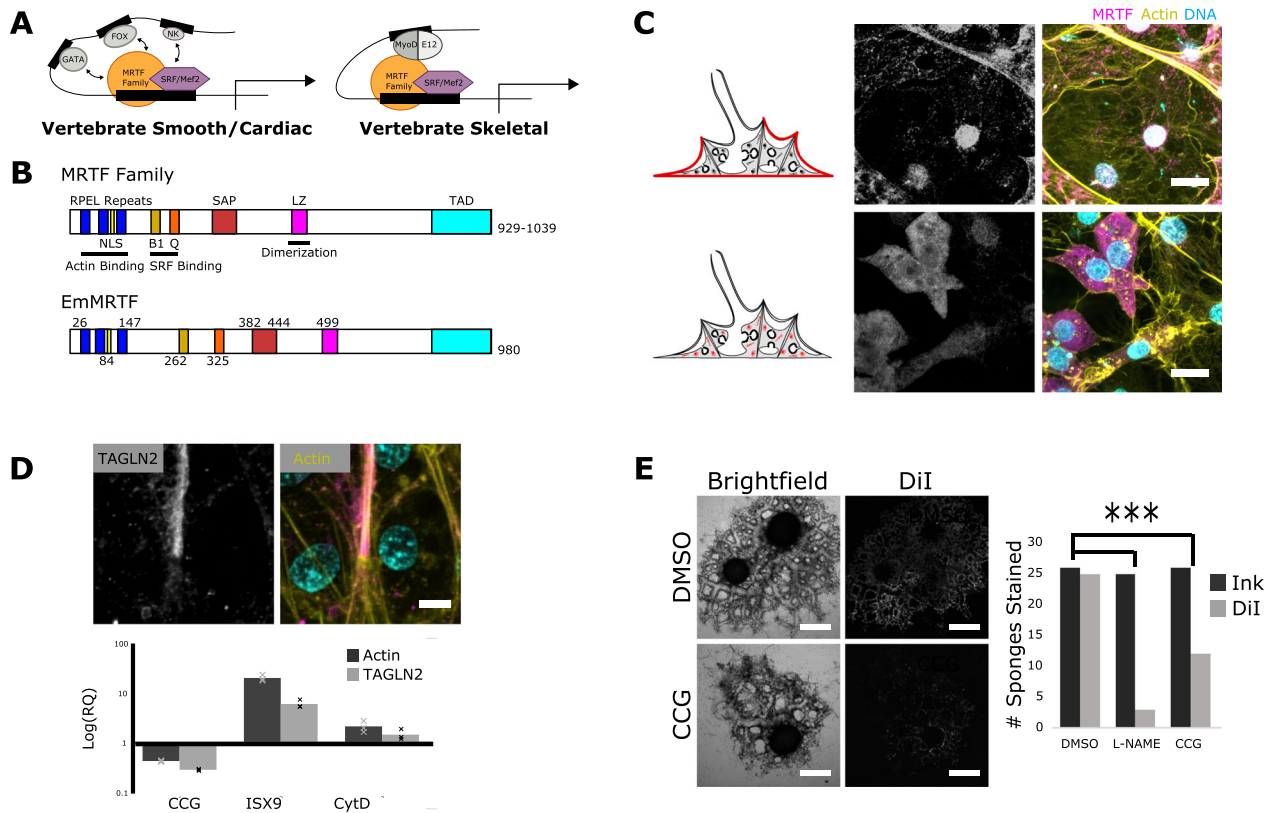 A
GATA
FOX
NK
MRTF
Family
SRF/Mef2
Vertebrate Smooth/Cardiac
MyoD E12
MRTF
Family
SRF/Mef2
Vertebrate Skeletal
B
MRTF Family
RPEL Repeats SAP LZ TAD
929-1039
NLS B1 Q
Actin Binding SRF Binding Dimerization
EmMRTF
26 147 382 444 499
980
84 262 325
C
MRTF Actin DNA
D
TAGLN2
Actin
Log(RQ)
100
10
1
0.1
Actin
TAGLN2
CCG ISX9 CytD
E
Brightfield DiI
DMSO
CCG
CCG
***
# Sponges Stained
30
25
20
15
10
5
0
Ink
DiI
DMSO L-NAME CCG